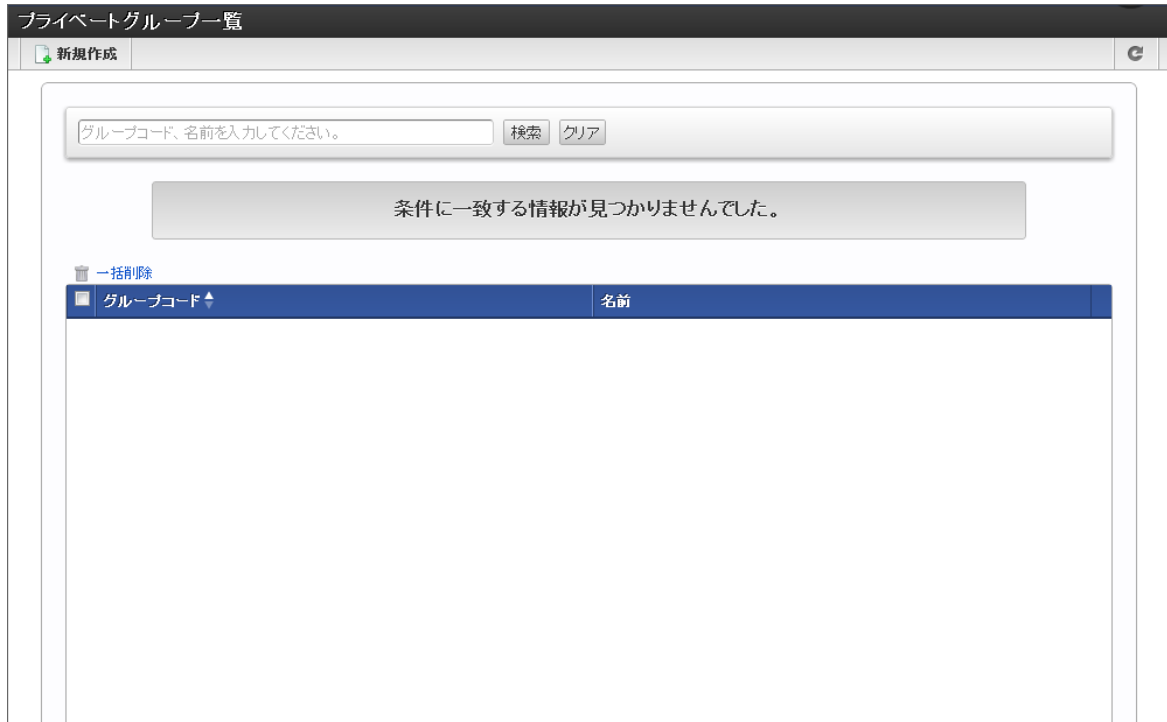 プライベートグループ一覧
新規作成
グループコード、名前を入力してください。 検索 クリア
条件に一致する情報が見つかりませんでした。
一括削除
グループコード 名前